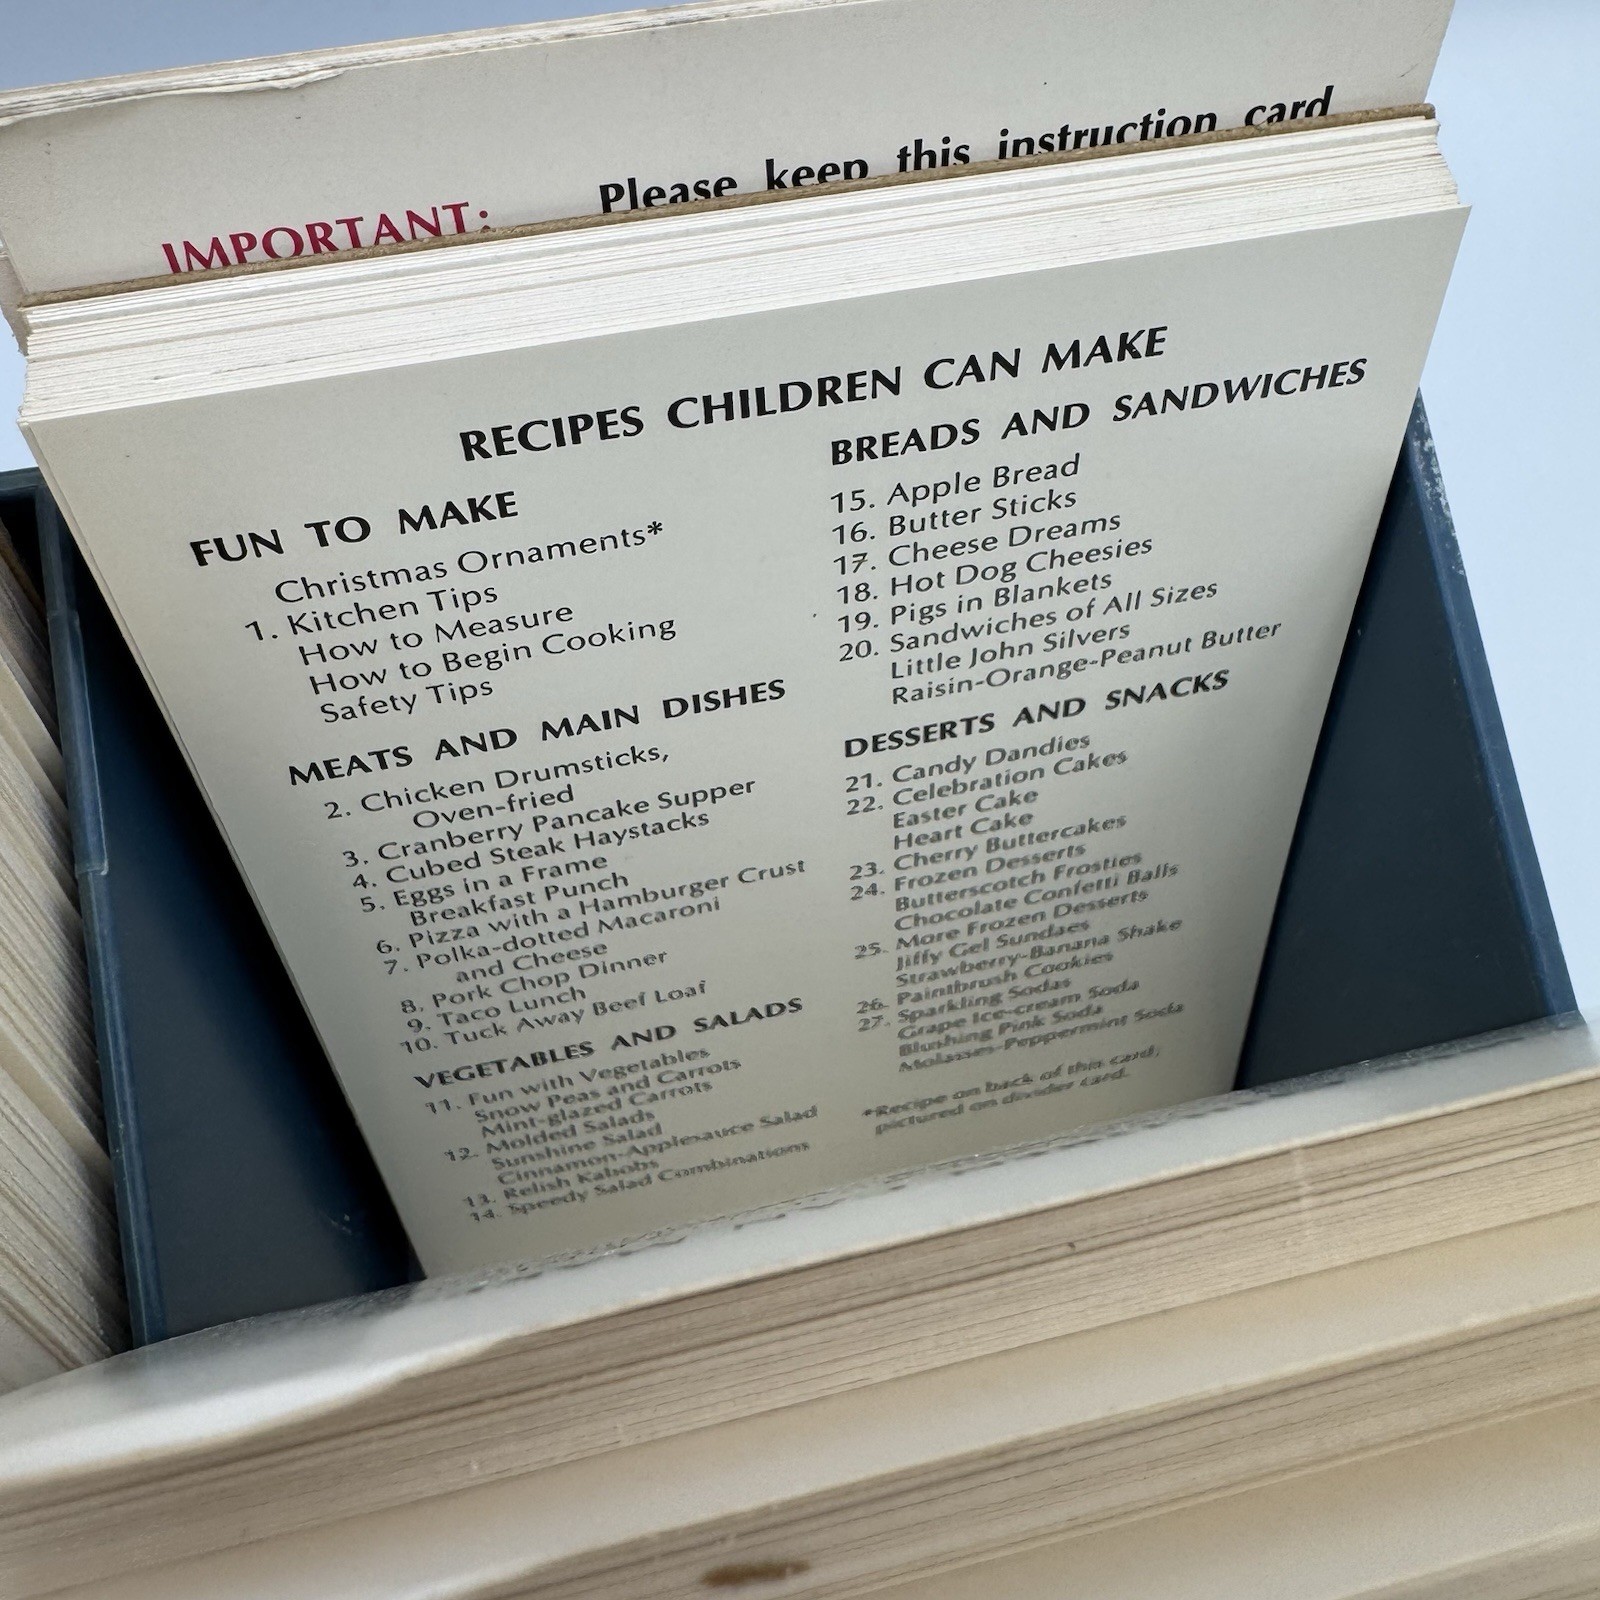 IMPORTANT: Please keep this instruction card
RECIPES CHILDREN CAN MAKE
FUN TO MAKE
Christmas Ornaments*
1. Kitchen Tips
How to Measure
How to Begin Cooking
Safety Tips
MEATS AND MAIN DISHES
2. Chicken Drumsticks,
Oven-fried
3. Cranberry Pancake Supper
4. Cubed Steak Haystacks
5. Eggs in a Frame
Breakfast Punch
6. Pizza with a Hamburger Crust
7. Polka-dotted Macaroni
and Cheese
8. Pork Chop Dinner
9. Taco Lunch
10. Tuck Away Beef Loaf
VEGETABLES AND SALADS
11. Fun with Vegetables
Snow Peas and Carrots
Mint-glazed Carrots
12. Molded Salads
Sunshine Salad
Cinnamon-Applesauce Salad
13. Relish Kabobs
14. Speedy Salad Combinations
BREADS AND SANDWICHES
15. Apple Bread
16. Butter Sticks
17. Cheese Dreams
18. Hot Dog Cheesies
19. Pigs in Blankets
20. Sandwiches of All Sizes
Little John Silvers
Raisin-Orange-Peanut Butter
DESSERTS AND SNACKS
21. Candy Dandies
22. Celebration Cakes
Easter Cake
Heart Cake
23. Cherry Buttercakes
24. Frozen Desserts
Butterscotch Frosties
Chocolate Confetti Balls
25. More Frozen Desserts
Jiffy Gel Sundaes
Strawberry-Banana Shake
26. Paintbrush Cookies
27. Sparkling Sodas
Grape Ice-cream Soda
Blushing Pink Soda
Molasses-Peppermint Soda
*Recipe on back of this card;
pictured on divider card.